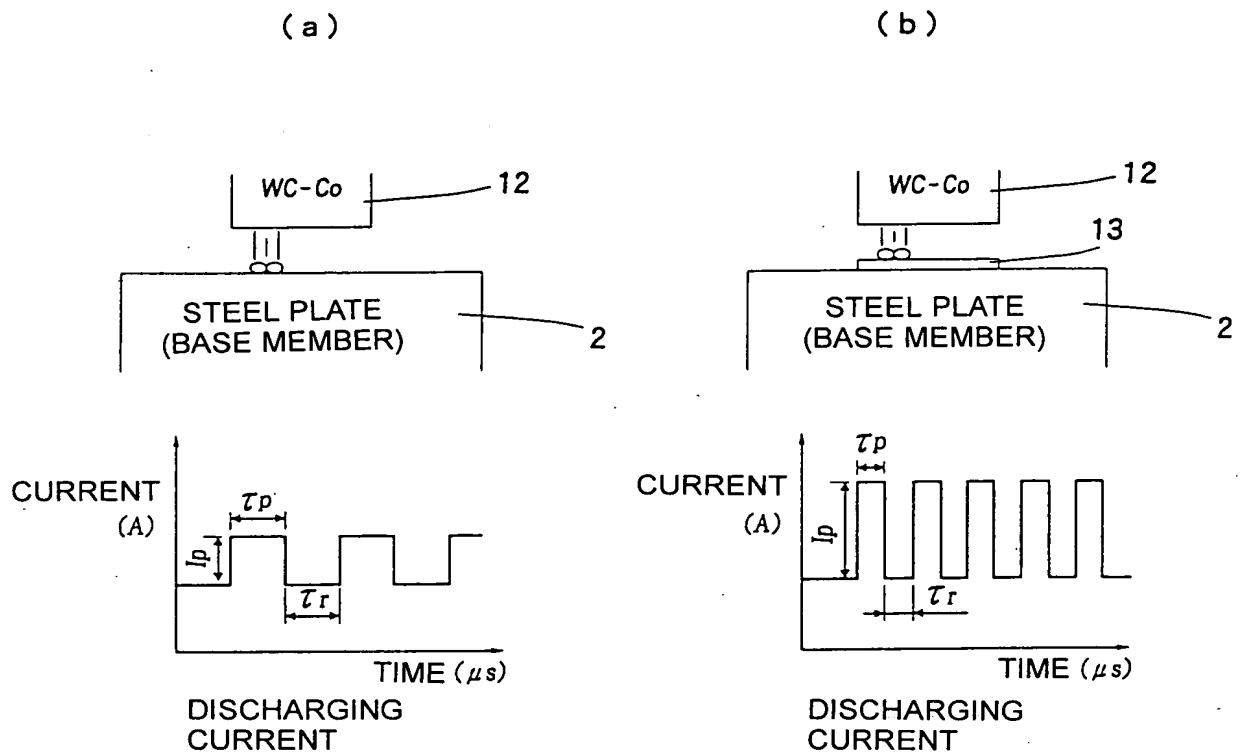 (a)
WC-Co
12
STEEL PLATE
(BASE MEMBER)
2
CURRENT
(A)
τp
Ip
τr
TIME (μs)
DISCHARGING
CURRENT
(b)
WC-Co
12
13
STEEL PLATE
(BASE MEMBER)
2
CURRENT
(A)
τp
Ip
τr
TIME (μs)
DISCHARGING
CURRENT